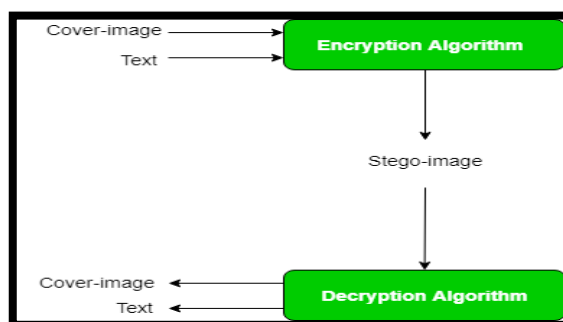 Cover-image
Encryption Algorithm
Text
Stego-image
Cover-image
Decryption Algorithm
Text